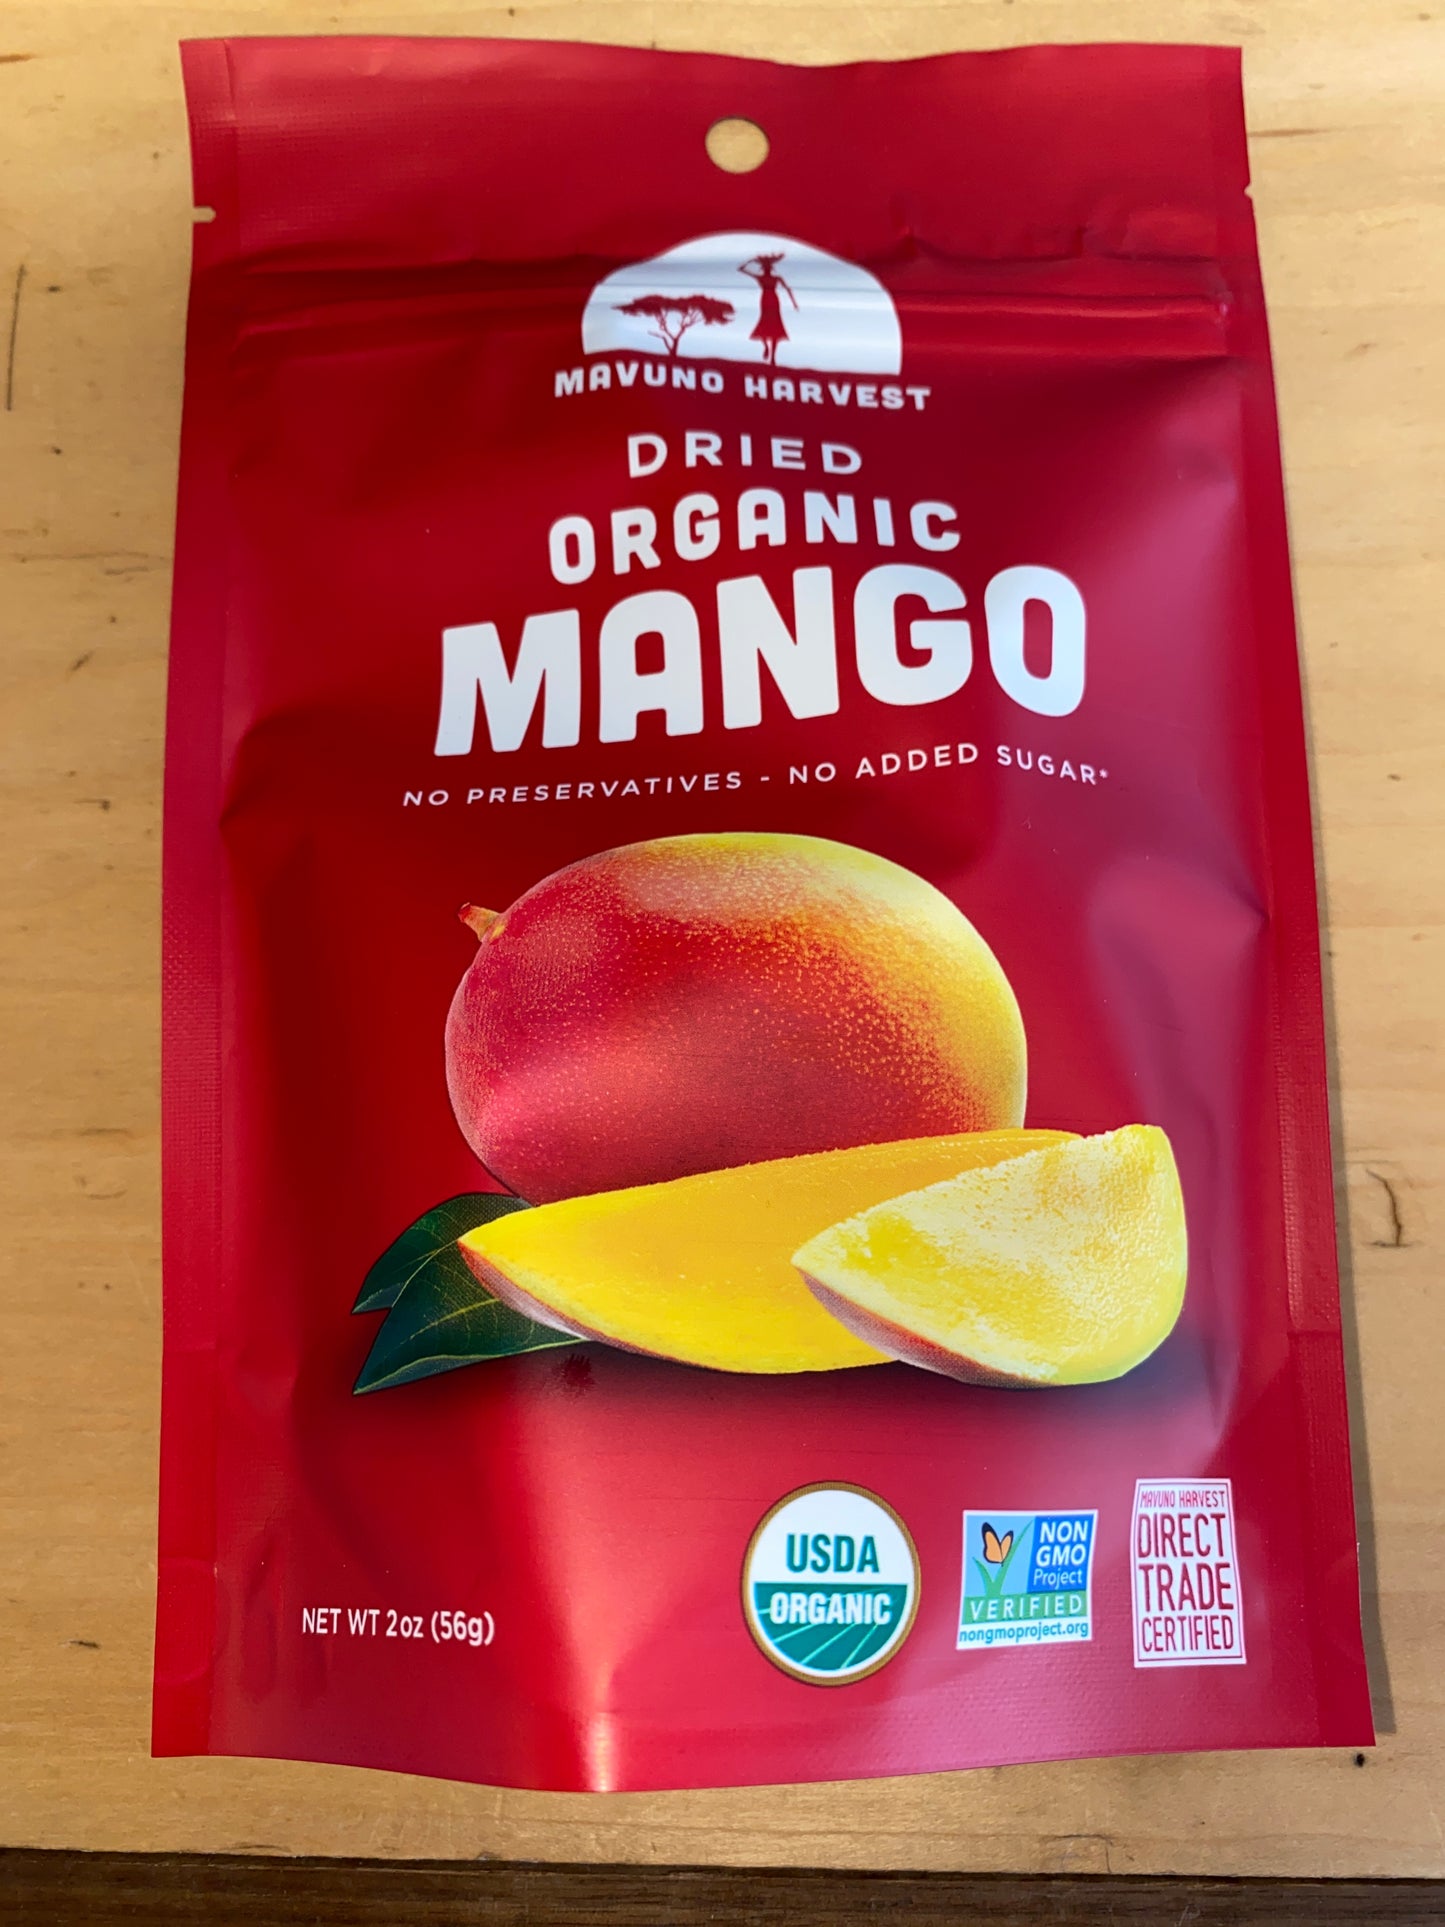 MAVUNO HARVEST
DRIED
ORGANIC
MANGO
NO PRESERVATIVES - NO ADDED SUGAR*
NET WT 2oz (56g)
USDA
ORGANIC
NON
GMO
Project
VERIFIED
nongmoproject.org
MAVUNO HARVEST
DIRECT
TRADE
CERTIFIED